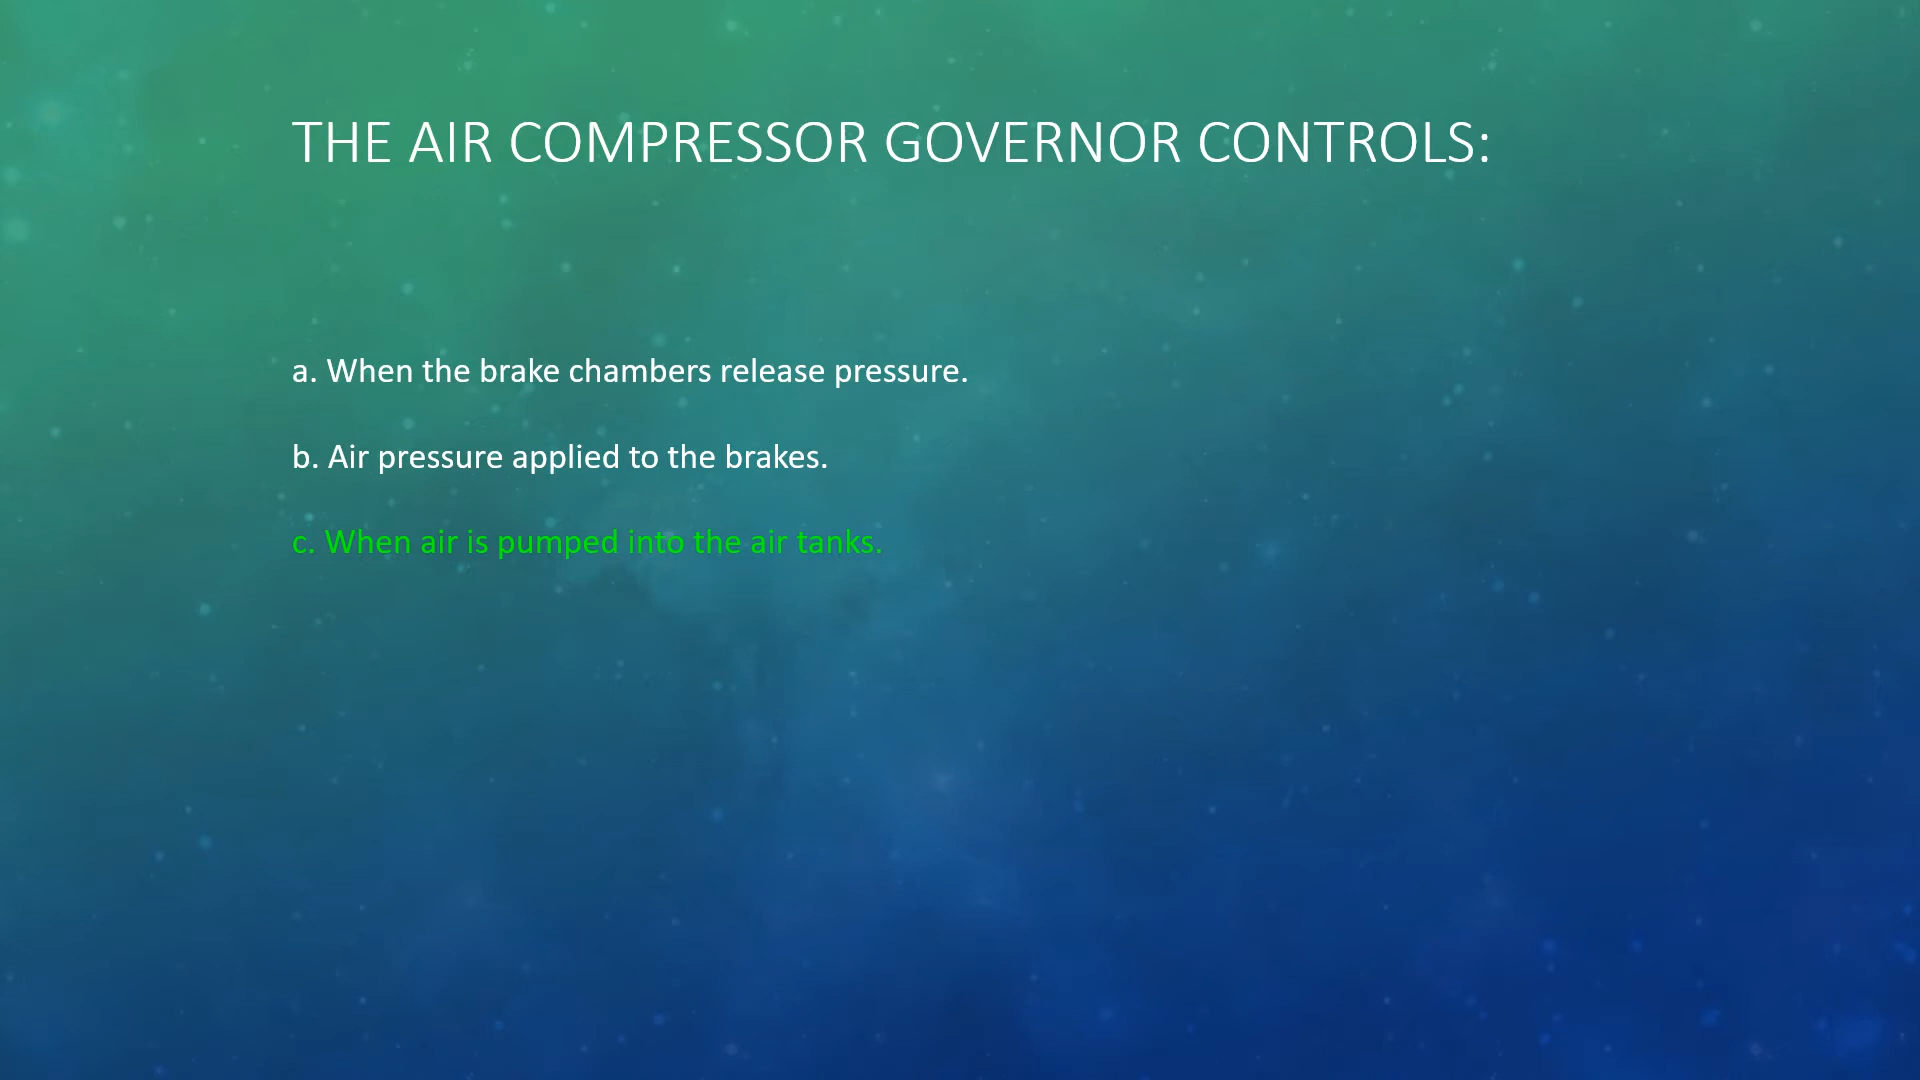 THE AIR COMPRESSOR GOVERNOR CONTROLS:
a. When the brake chambers release pressure.
b. Air pressure applied to the brakes.
c. When air is pumped into the air tanks.